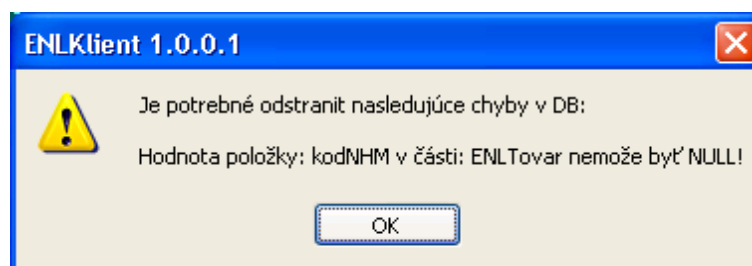 ENLKlient 1.0.0.1
Je potrebné odstranit nasledujúce chyby v DB:
Hodnota položky: kodNHM v části: ENLTovar nemože byť NULL!
OK